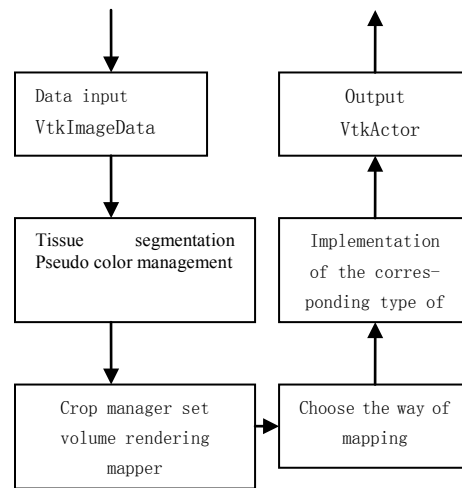 Data input
VtkImageData
Tissue segmentation
Pseudo color management
Crop manager set
volume rendering
mapper
Choose the way of
mapping
Implementation
of the corres-
ponding type of
Output
VtkActor